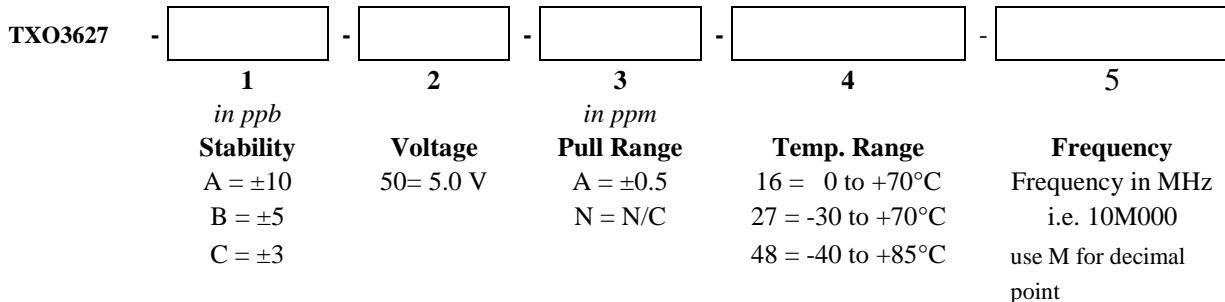 TXO3627 - - - - -
1 2 3 4 5
in ppb in ppm
Stability Voltage Pull Range Temp. Range Frequency
A = ±10 50= 5.0 V A = ±0.5 16 = 0 to +70°C Frequency in MHz
B = ±5 N = N/C 27 = -30 to +70°C i.e. 10M000
C = ±3 48 = -40 to +85°C use M for decimal
point